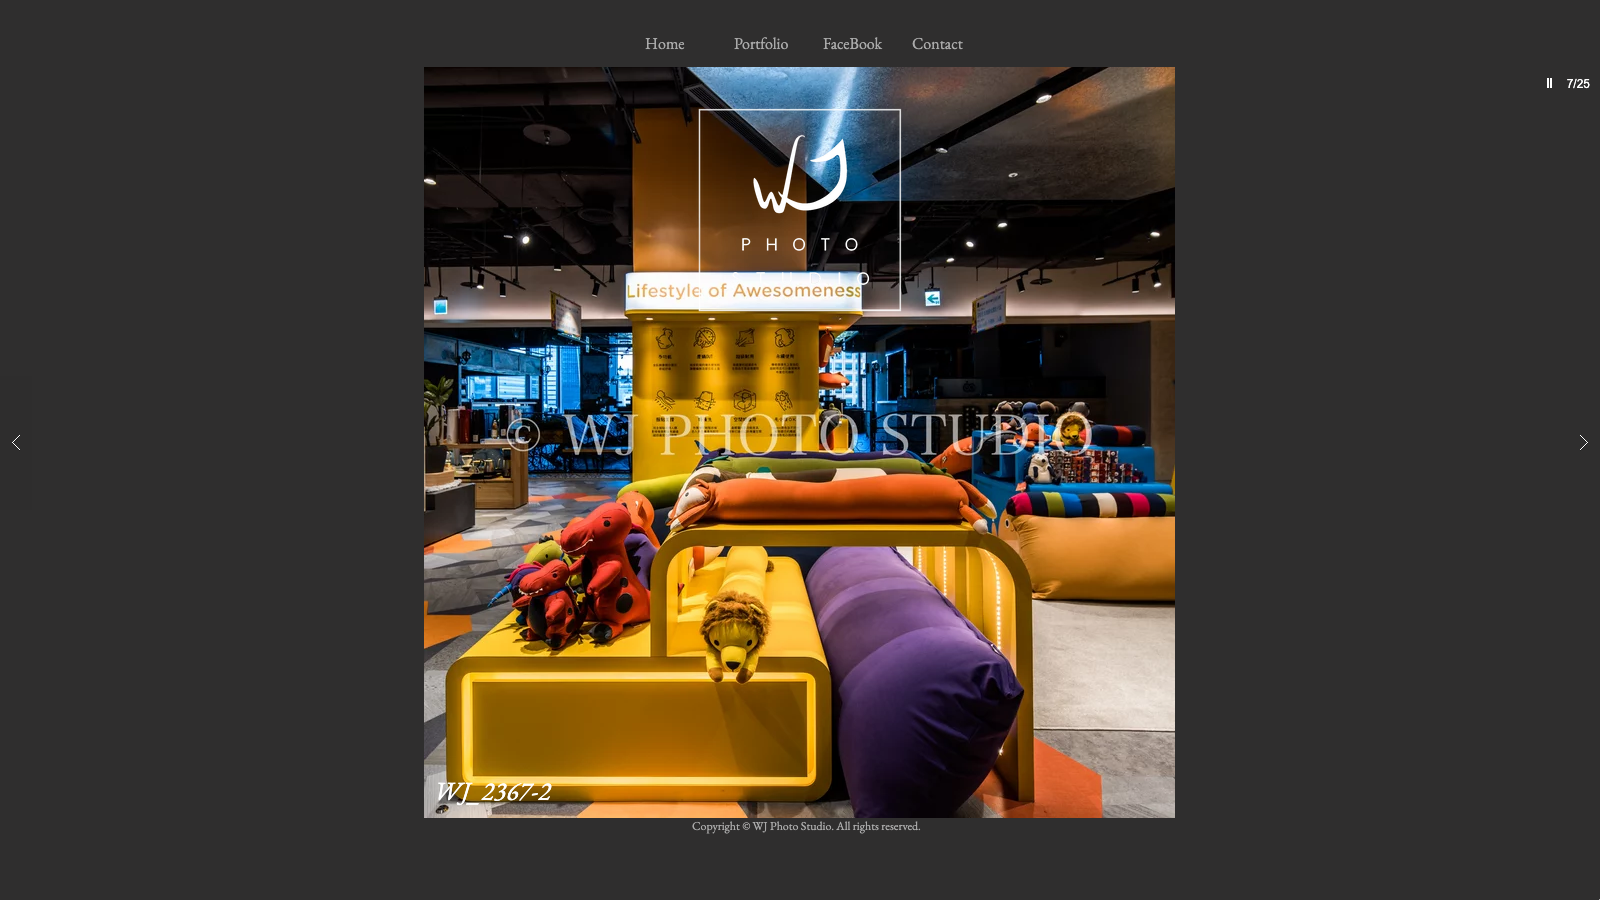 Home Portfolio FaceBook Contact
7/25
WJ
PHOTO
STUDIO
Lifestyle of Awesomeness
© WJ PHOTO STUDIO
WJ_2367-2
Copyright © WJ Photo Studio. All rights reserved.